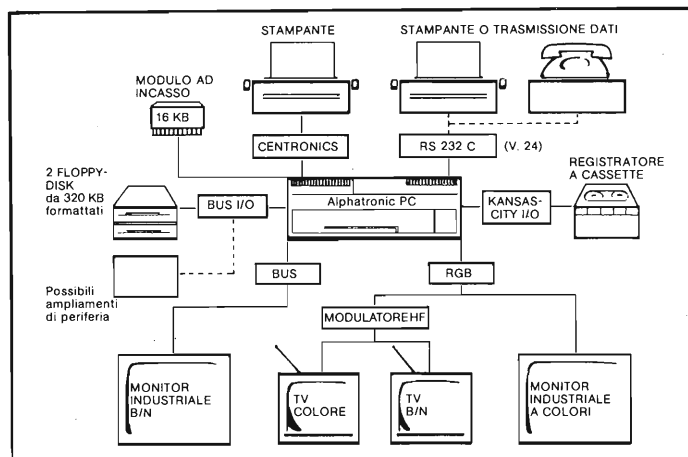 STAMPANTE
STAMPANTE O TRASMISSIONE DATI
MODULO AD
INCASSO
16 KB
CENTRONICS
RS 232 C
(V. 24)
2 FLOPPY-
DISK
da 320 KB
formattati
BUS I/O
Alphatronic PC
KANSAS-
CITY I/O
REGISTRATORE
A CASSETTE
Possibili
ampliamenti
di periferia
BUS
RGB
MODULATORE HF
MONITOR
INDUSTRIALE
B/N
TV
COLORE
TV
B/N
MONITOR
INDUSTRIALE
A COLORI